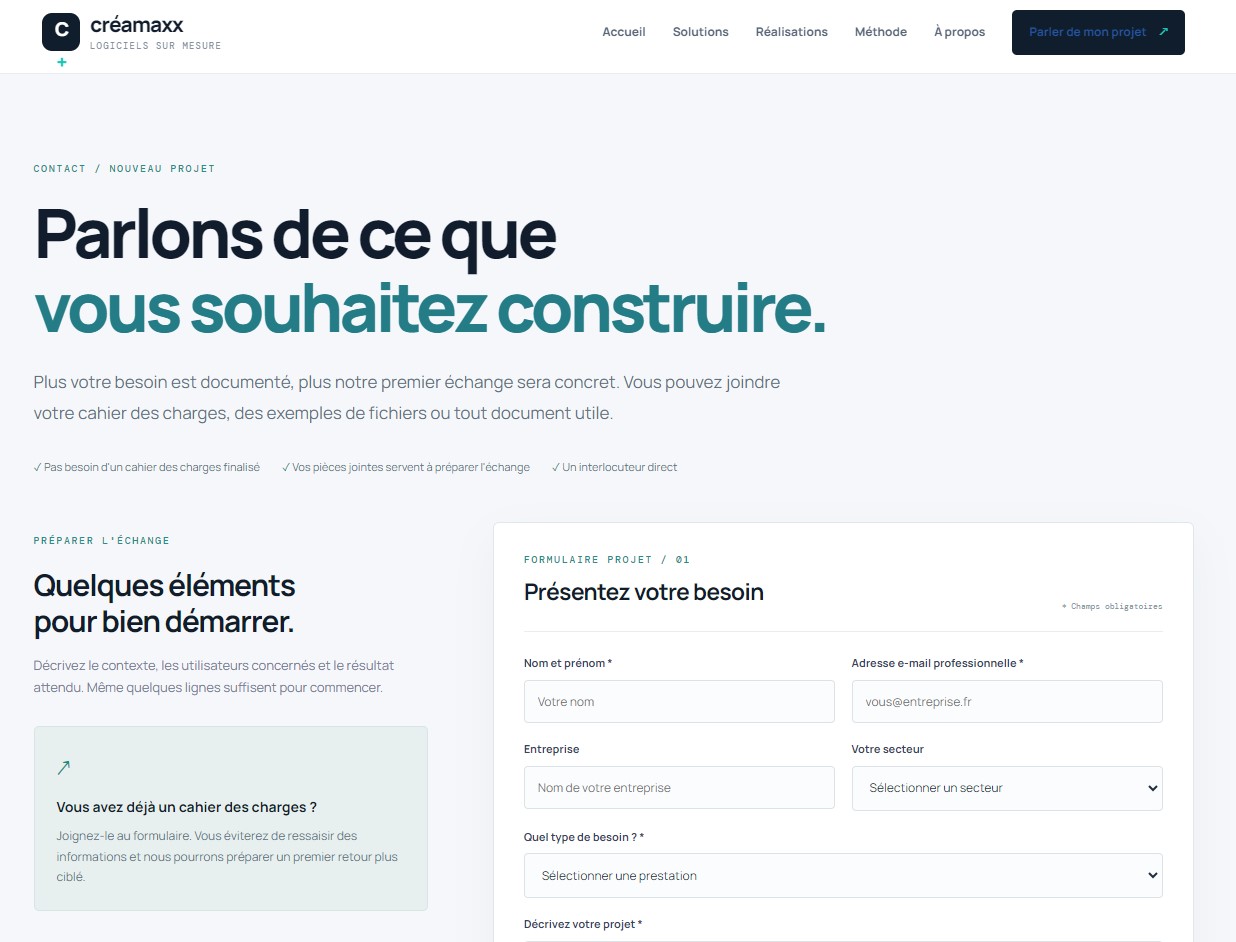 C
créamaxx
LOGICIELS SUR MESURE
+
Accueil
Solutions
Réalisations
Méthode
À propos
Parler de mon projet ↗
CONTACT / NOUVEAU PROJET
Parlons de ce que
vous souhaitez construire.
Plus votre besoin est documenté, plus notre premier échange sera concret. Vous pouvez joindre
votre cahier des charges, des exemples de fichiers ou tout document utile.
✓ Pas besoin d'un cahier des charges finalisé
✓ Vos pièces jointes servent à préparer l'échange
✓ Un interlocuteur direct
PRÉPARER L'ÉCHANGE
Quelques éléments
pour bien démarrer.
Décrivez le contexte, les utilisateurs concernés et le résultat
attendu. Même quelques lignes suffisent pour commencer.
↗
Vous avez déjà un cahier des charges ?
Joignez-le au formulaire. Vous éviterez de ressaisir des
informations et nous pourrons préparer un premier retour plus
ciblé.
FORMULAIRE PROJET / 01
Présentez votre besoin
* Champs obligatoires
Nom et prénom *
Votre nom
Adresse e-mail professionnelle *
vous@entreprise.fr
Entreprise
Nom de votre entreprise
Votre secteur
Sélectionner un secteur
Quel type de besoin ? *
Sélectionner une prestation
Décrivez votre projet *